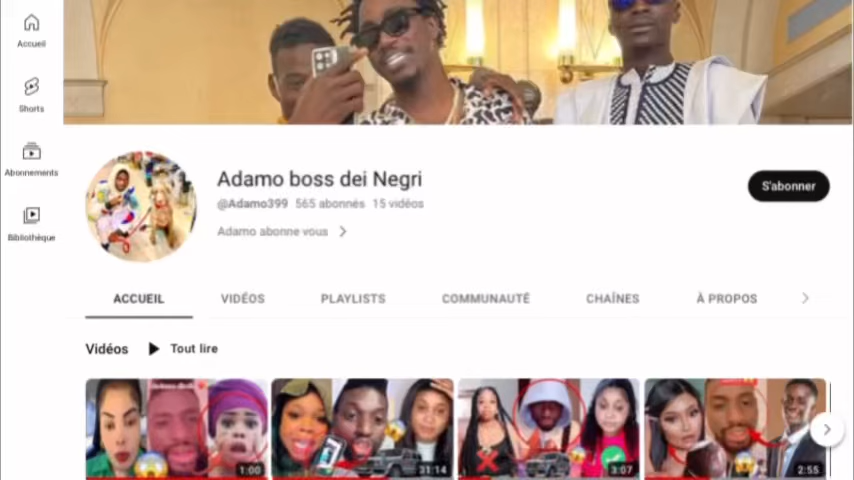 Accueil
Shorts
Abonnements
Bibliothèque
Adamo boss dei Negri
S'abonner
@Adamo399 565 abonnés 15 vidéos
Adamo abonne vous
ACCUEIL VIDÉOS PLAYLISTS COMMUNAUTÉ CHAÎNES À PROPOS
Vidéos Tout lire
1:00 31:14 3:07 2:55